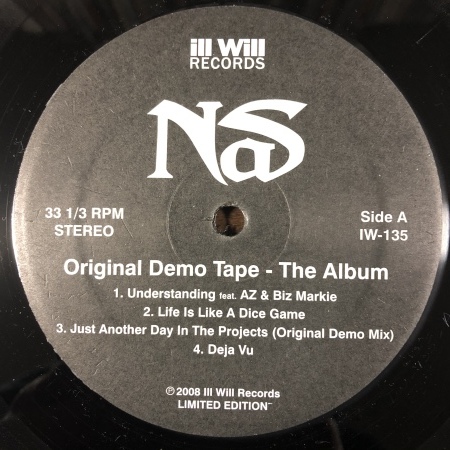 ill Will
RECORDS
NaS
33 1/3 RPM
STEREO
Side A
IW-135
Original Demo Tape - The Album
1. Understanding feat. AZ & Biz Markie
2. Life Is Like A Dice Game
3. Just Another Day In The Projects (Original Demo Mix)
4. Deja Vu
℗ 2008 Ill Will Records
LIMITED EDITION™